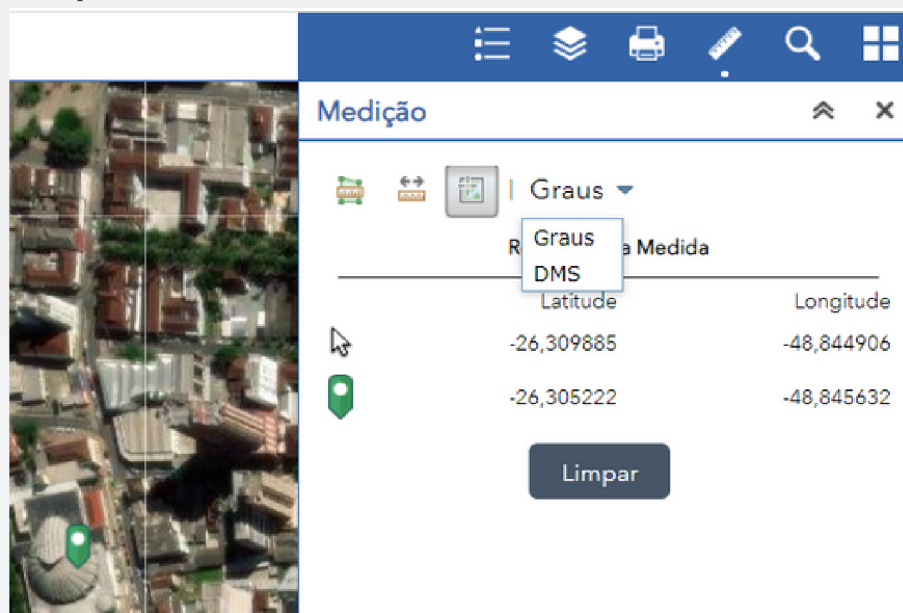 Medição
Graus
Graus
DMS
a Medida
Latitude Longitude
-26,309885 -48,844906
-26,305222 -48,845632
Limpar